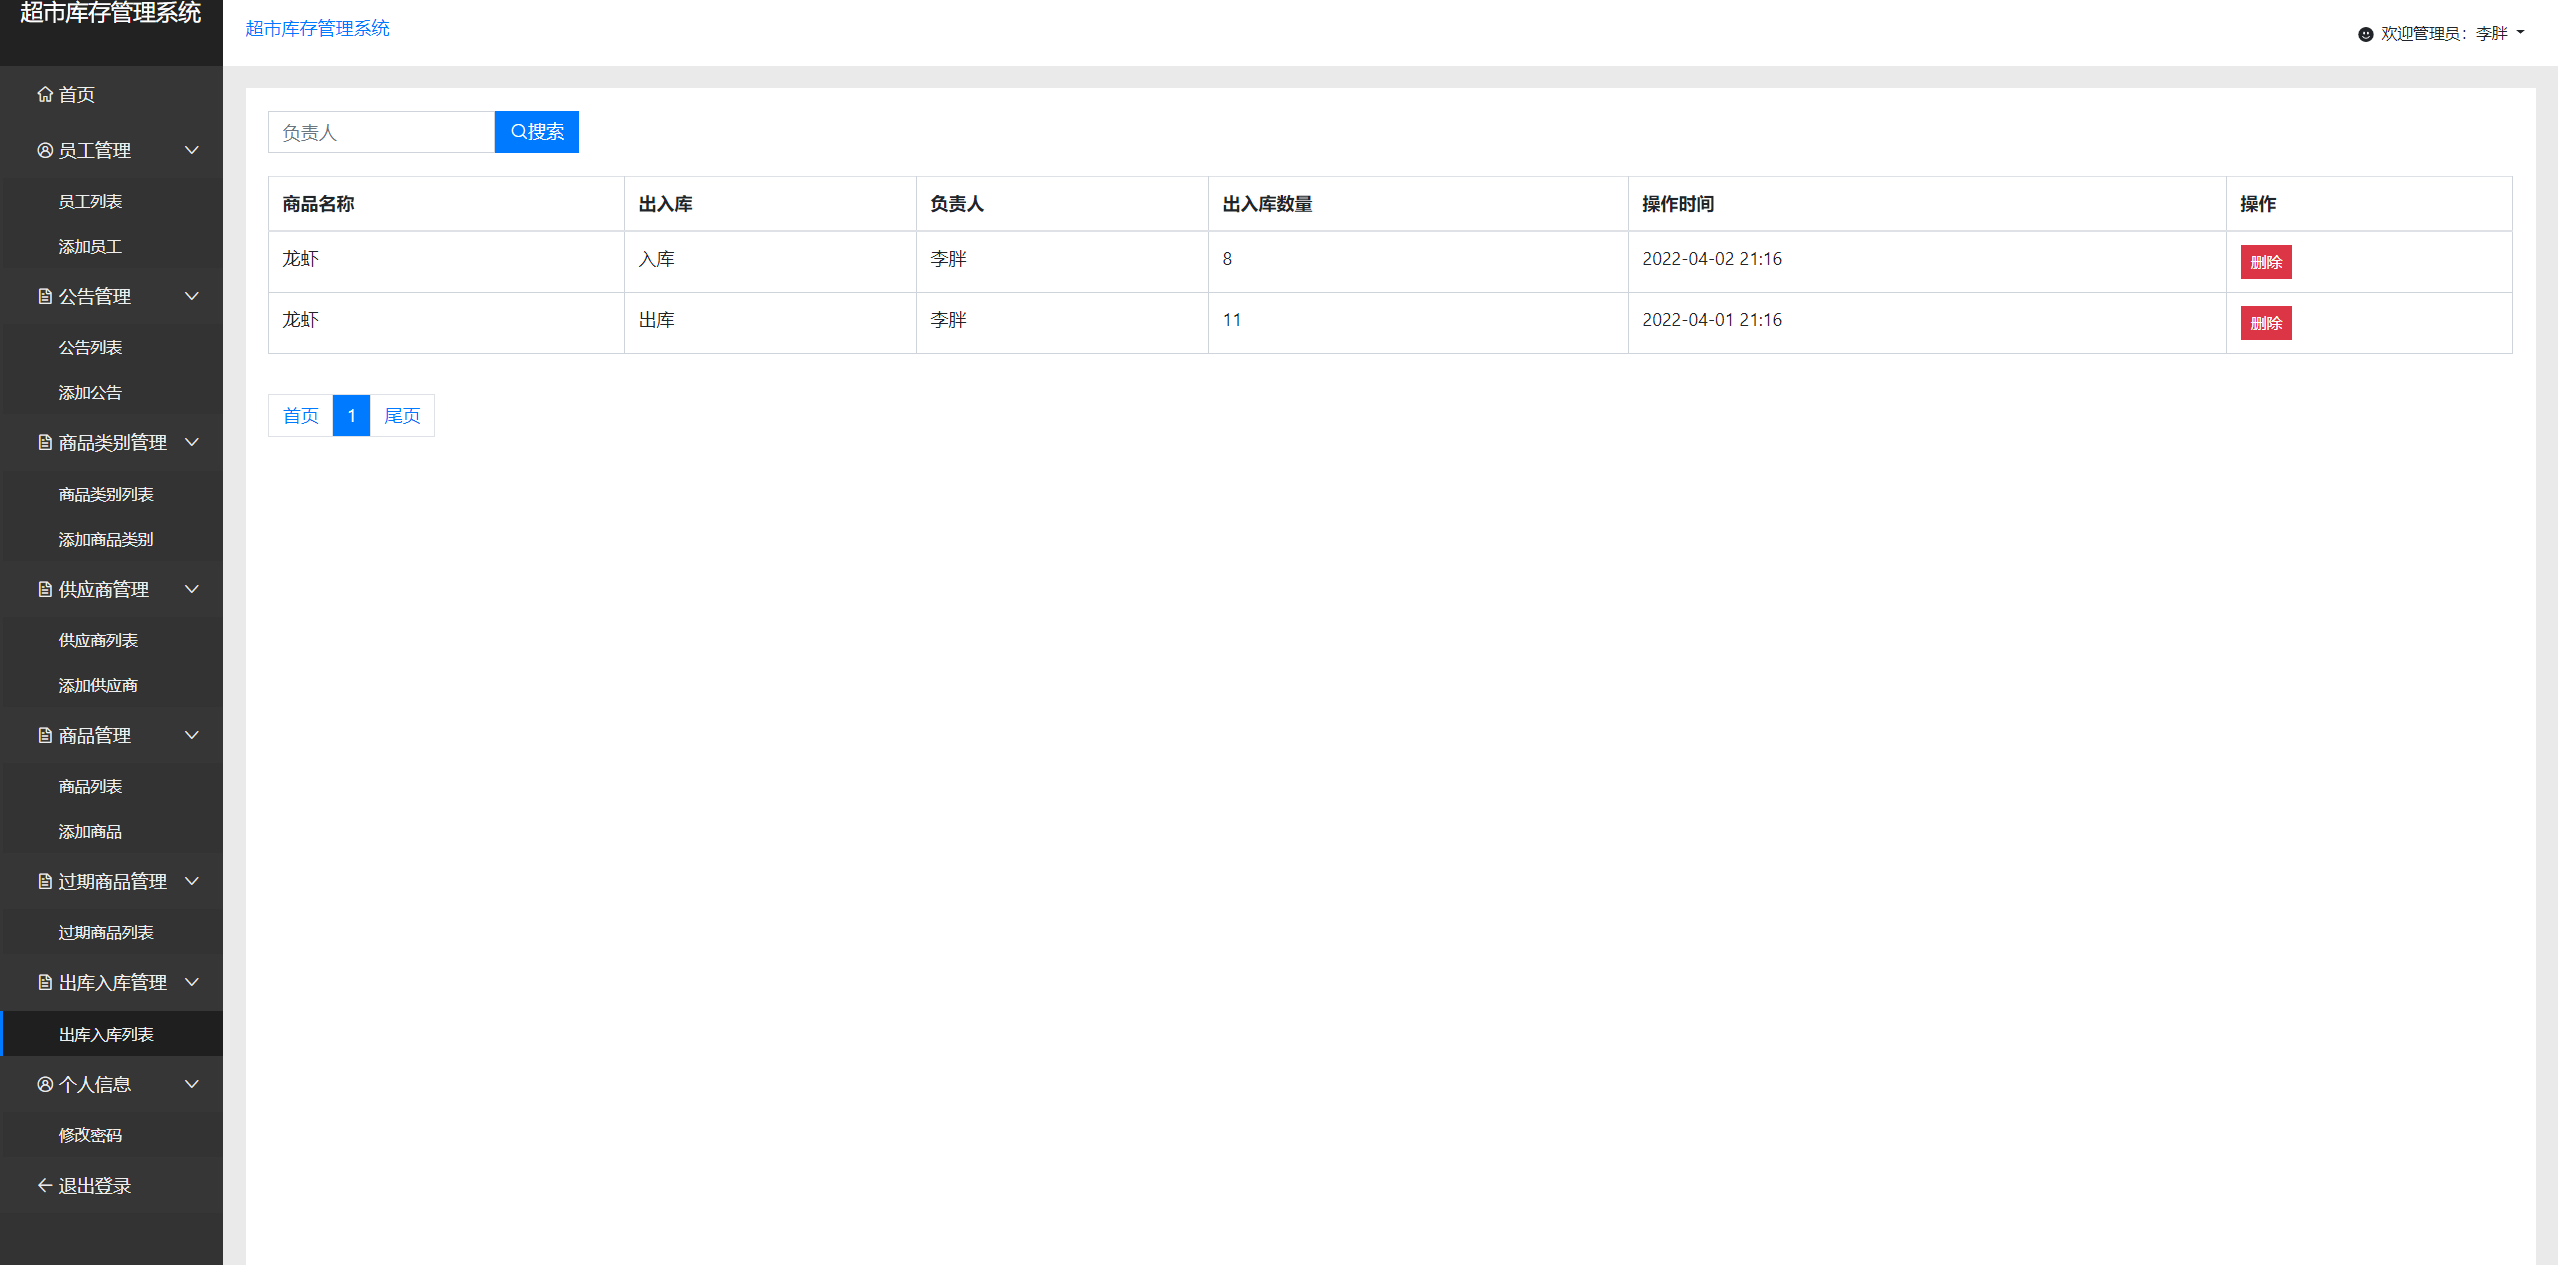 超市库存管理系统
首页
员工管理
员工列表
添加员工
公告管理
公告列表
添加公告
商品类别管理
商品类别列表
添加商品类别
供应商管理
供应商列表
添加供应商
商品管理
商品列表
添加商品
过期商品管理
过期商品列表
出库入库管理
出库入库列表
个人信息
修改密码
退出登录
超市库存管理系统
欢迎管理员：李胖
负责人 搜索
商品名称 出入库 负责人 出入库数量 操作时间 操作
龙虾 入库 李胖 8 2022-04-02 21:16 删除
龙虾 出库 李胖 11 2022-04-01 21:16 删除
首页 1 尾页